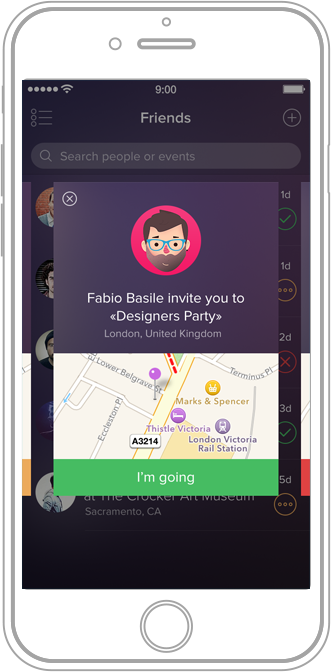 9:00
Friends
Search people or events
1d
Fabio Basile invite you to
«Designers Party»
London, United Kingdom
1d
2d
Lower Belgrave St
Terminus Pl
Eccleston Pl
Marks & Spencer
Thistle Victoria
A3214
London Victoria
Rail Station
3d
I'm going
at The Crocker Art Museum
Sacramento, CA
5d